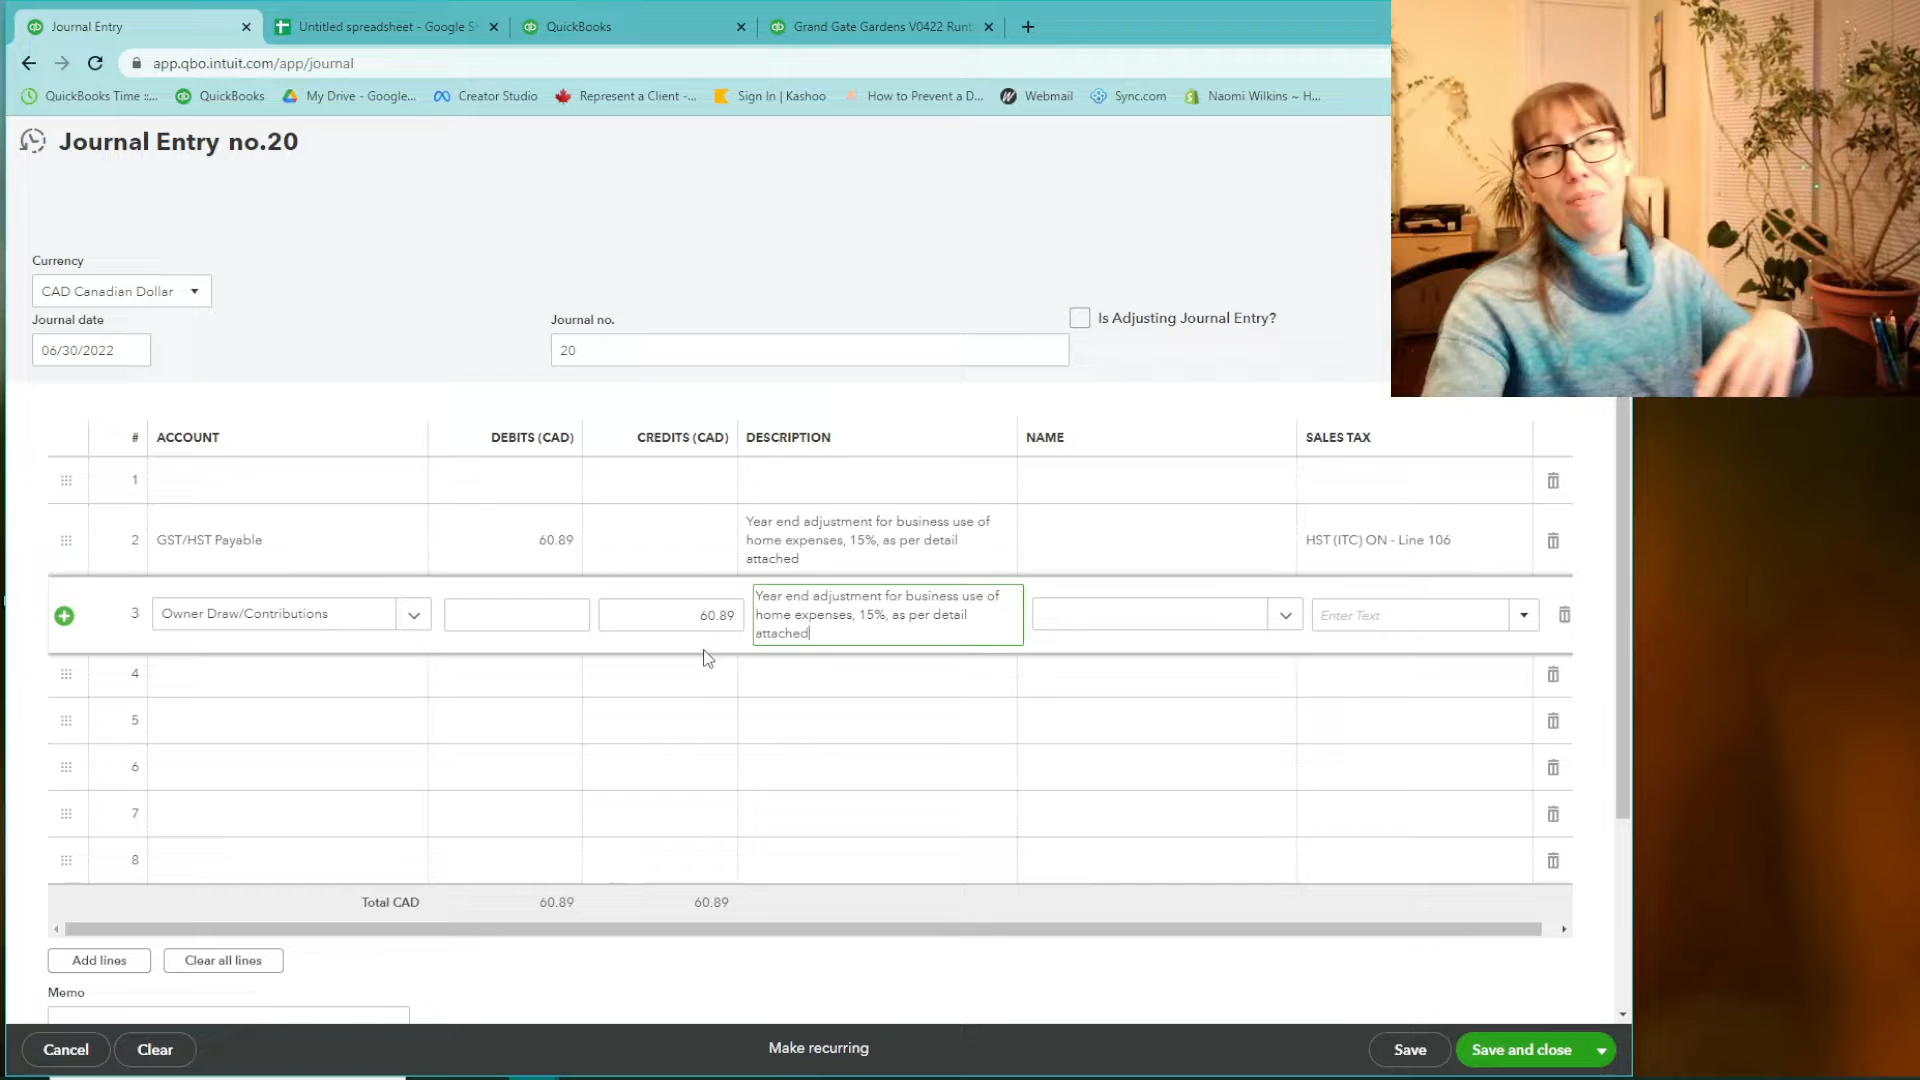 Journal Entry
Untitled spreadsheet - Google S
QuickBooks
Grand Gate Gardens V0422 Runt
app.qbo.intuit.com/app/journal
QuickBooks Time ::...
QuickBooks
My Drive - Google...
Creator Studio
Represent a Client -...
Sign In | Kashoo
How to Prevent a D...
Webmail
Sync.com
Naomi Wilkins ~ H...
Journal Entry no.20
Currency
CAD Canadian Dollar
Journal date
Journal no.
Is Adjusting Journal Entry?
06/30/2022
20
# ACCOUNT DEBITS (CAD) CREDITS (CAD) DESCRIPTION NAME SALES TAX
1
2 GST/HST Payable 60.89
Year end adjustment for business use of
home expenses, 15%, as per detail
attached
HST (ITC) ON - Line 106
3 Owner Draw/Contributions 60.89
Year end adjustment for business use of
home expenses, 15%, as per detail
attached
Enter Text
4
5
6
7
8
Total CAD 60.89 60.89
Add lines
Clear all lines
Memo
Cancel
Clear
Make recurring
Save
Save and close